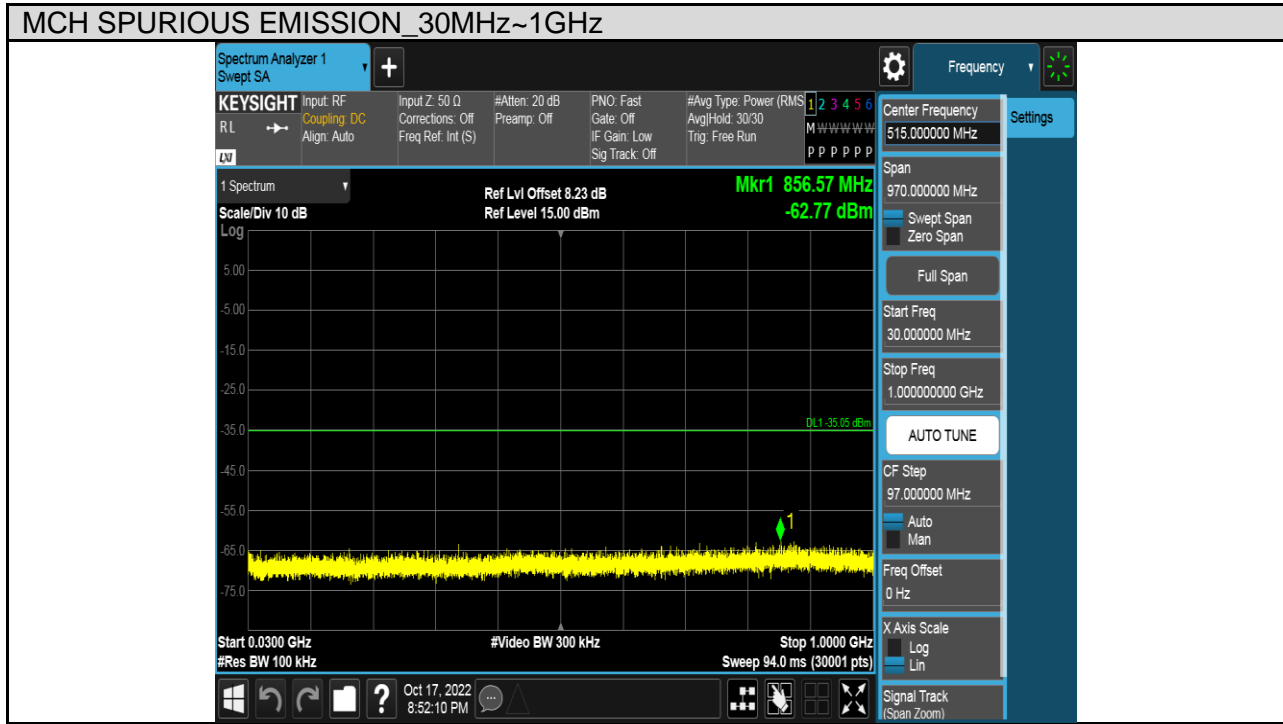 MCH SPURIOUS EMISSION_30MHz~1GHz
Spectrum Analyzer 1
Swept SA
Frequency
KEYSIGHT
RL
LXI
Input: RF
Coupling: DC
Align: Auto
Input Z: 50 Ω
Corrections: Off
Freq Ref: Int (S)
#Atten: 20 dB
Preamp: Off
PNO: Fast
Gate: Off
IF Gain: Low
Sig Track: Off
#Avg Type: Power (RMS
Avg|Hold: 30/30
Trig: Free Run
1 2 3 4 5 6
M W W W W W
P P P P P P
1 Spectrum
Scale/Div 10 dB
Ref Lvl Offset 8.23 dB
Ref Level 15.00 dBm
Mkr1 856.57 MHz
-62.77 dBm
Log
5.00
-5.00
-15.0
-25.0
-35.0
DL1 -35.05 dBm
-45.0
-55.0
1
-65.0
-75.0
Start 0.0300 GHz
#Video BW 300 kHz
Stop 1.0000 GHz
#Res BW 100 kHz
Sweep 94.0 ms (30001 pts)
?
Oct 17, 2022
8:52:10 PM
Center Frequency
515.000000 MHz
Settings
Span
970.000000 MHz
Swept Span
Zero Span
Full Span
Start Freq
30.000000 MHz
Stop Freq
1.000000000 GHz
AUTO TUNE
CF Step
97.000000 MHz
Auto
Man
Freq Offset
0 Hz
X Axis Scale
Log
Lin
Signal Track
(Span Zoom)